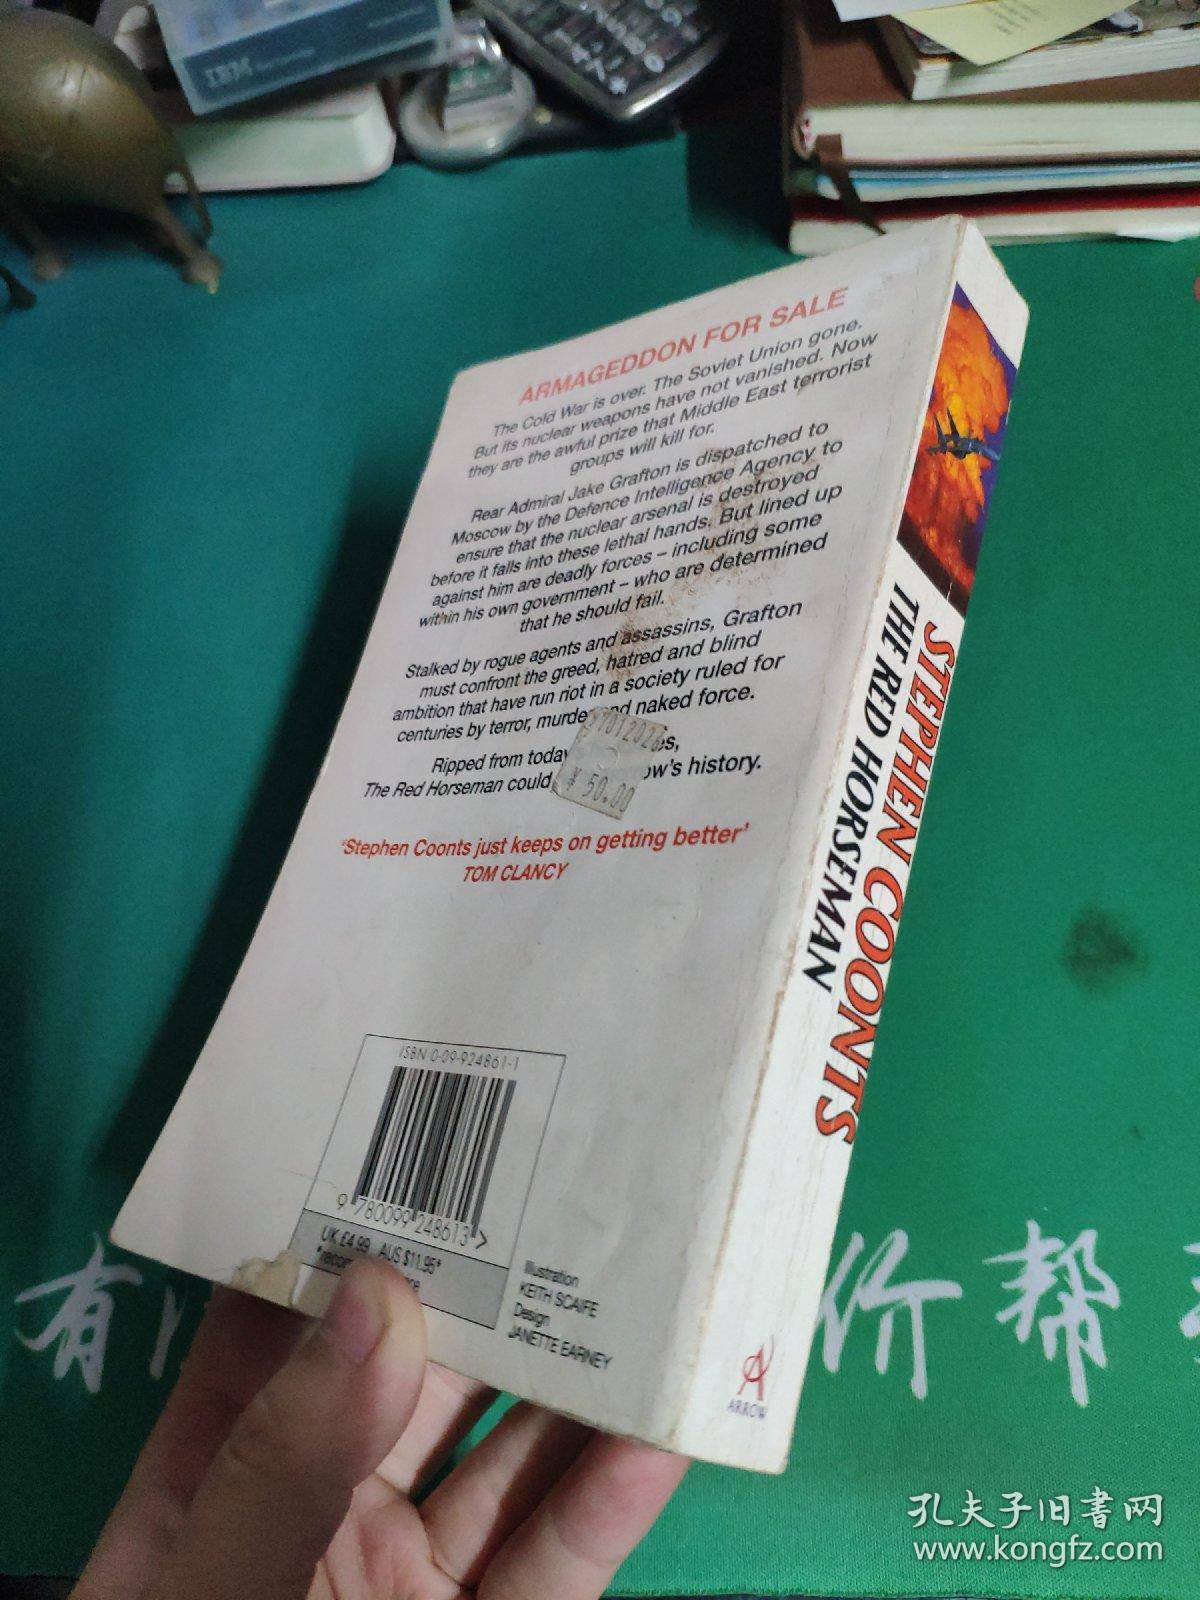 IBM
ARMAGEDDON FOR SALE
The Cold War is over. The Soviet Union gone.
But its nuclear weapons have not vanished. Now
they are the awful prize that Middle East terrorist
groups will kill for.
Rear Admiral Jake Grafton is dispatched to
Moscow by the Defence Intelligence Agency to
ensure that the nuclear arsenal is destroyed
before it falls into these lethal hands. But lined up
against him are deadly forces – including some
within his own government – who are determined
that he should fail.
Stalked by rogue agents and assassins, Grafton
must confront the greed, hatred and blind
ambition that have run riot in a society ruled for
centuries by terror, murder and naked force.
Ripped from today
The Red Horseman could ow's history.
¥ 50.00
'Stephen Coonts just keeps on getting better'
TOM CLANCY
ISBN 0-09-924861-1
9 780099 248613 >
UK £4.99 AUS $11.95*
Illustration
KEITH SCAIFE
Design
JANETTE EARNEY
STEPHEN COONTS
THE RED HORSEMAN
ARROW
有
价帮
孔夫子旧书网
www.kongfz.com